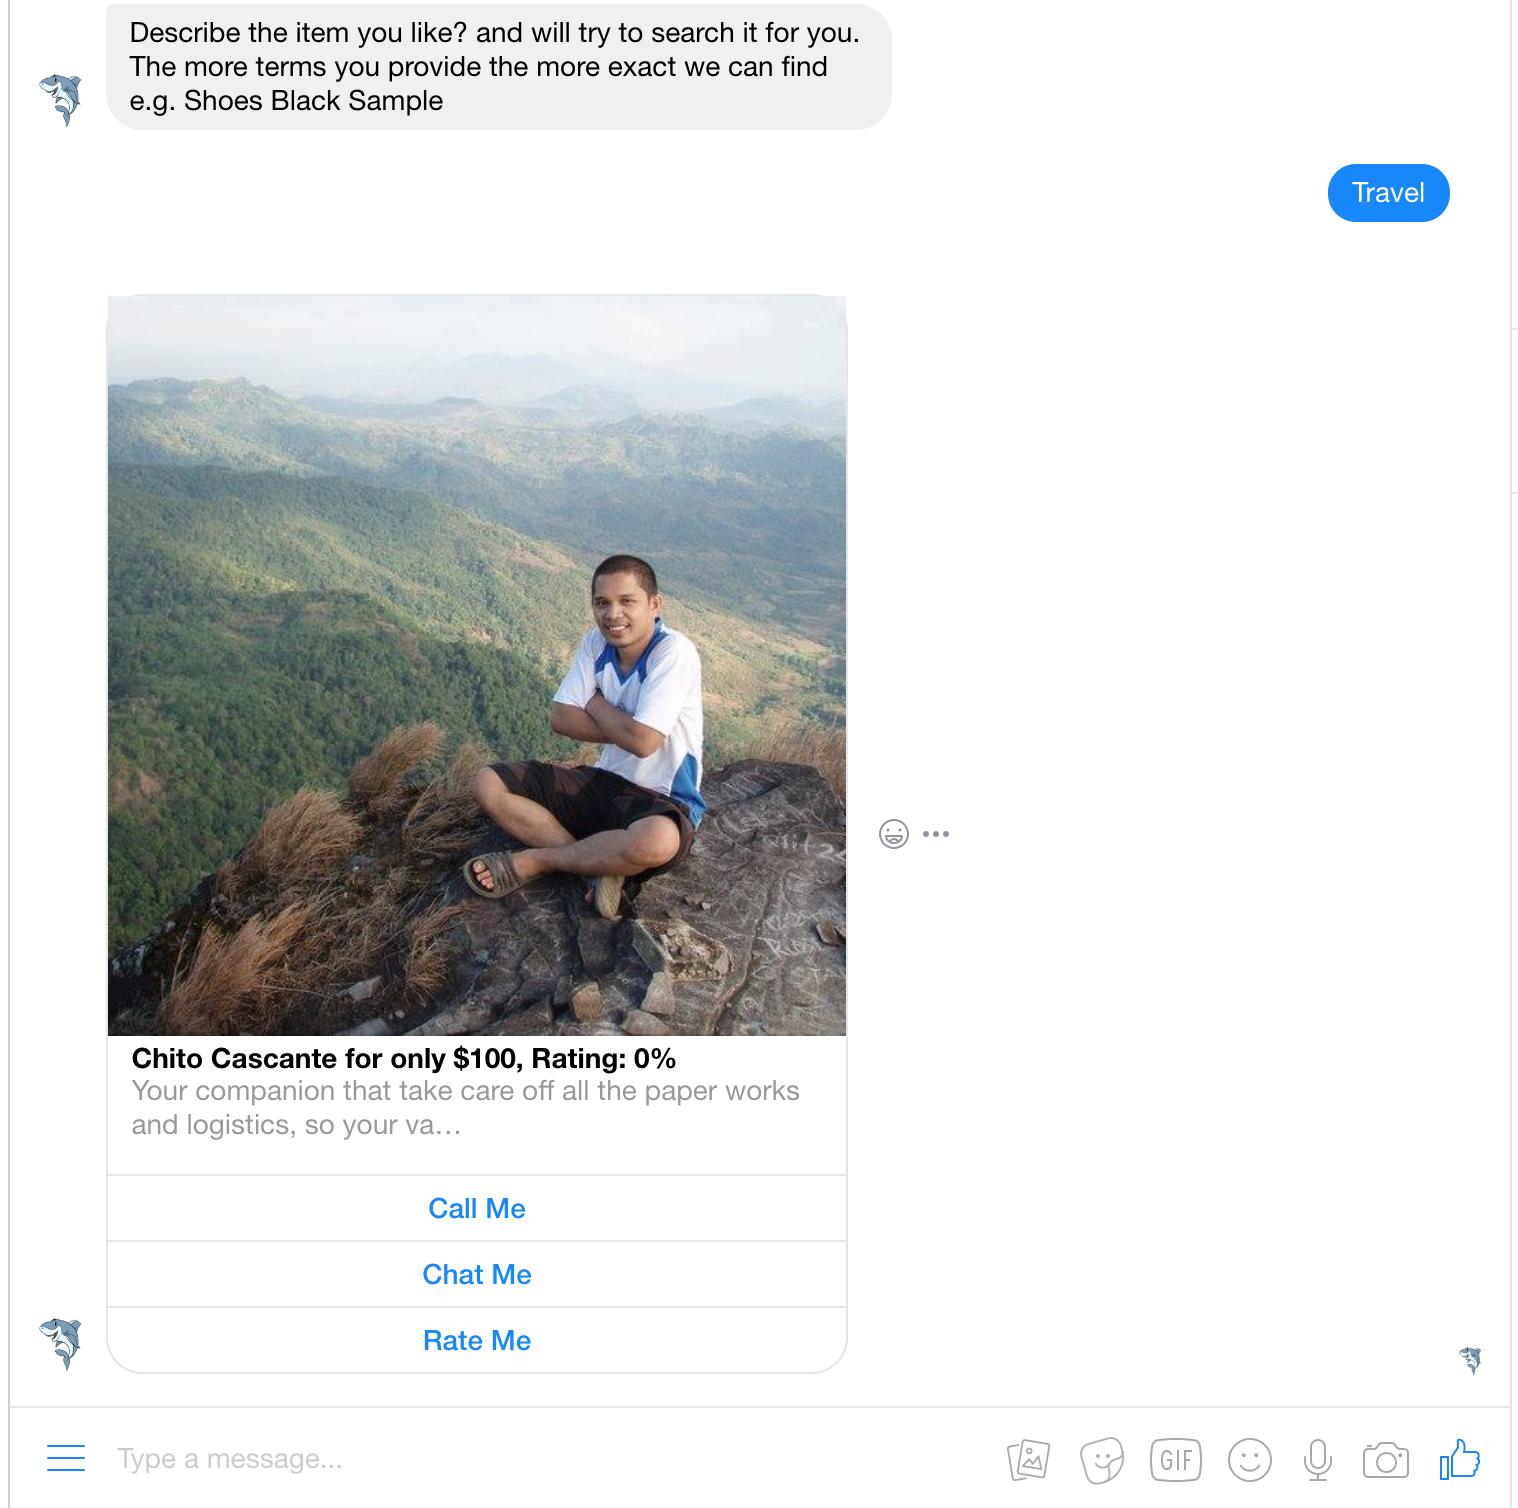 Describe the item you like? and will try to search it for you.
The more terms you provide the more exact we can find
e.g. Shoes Black Sample
Travel
Chito Cascante for only $100, Rating: 0%
Your companion that take care off all the paper works
and logistics, so your va...
Call Me
Chat Me
Rate Me
Type a message...
GIF